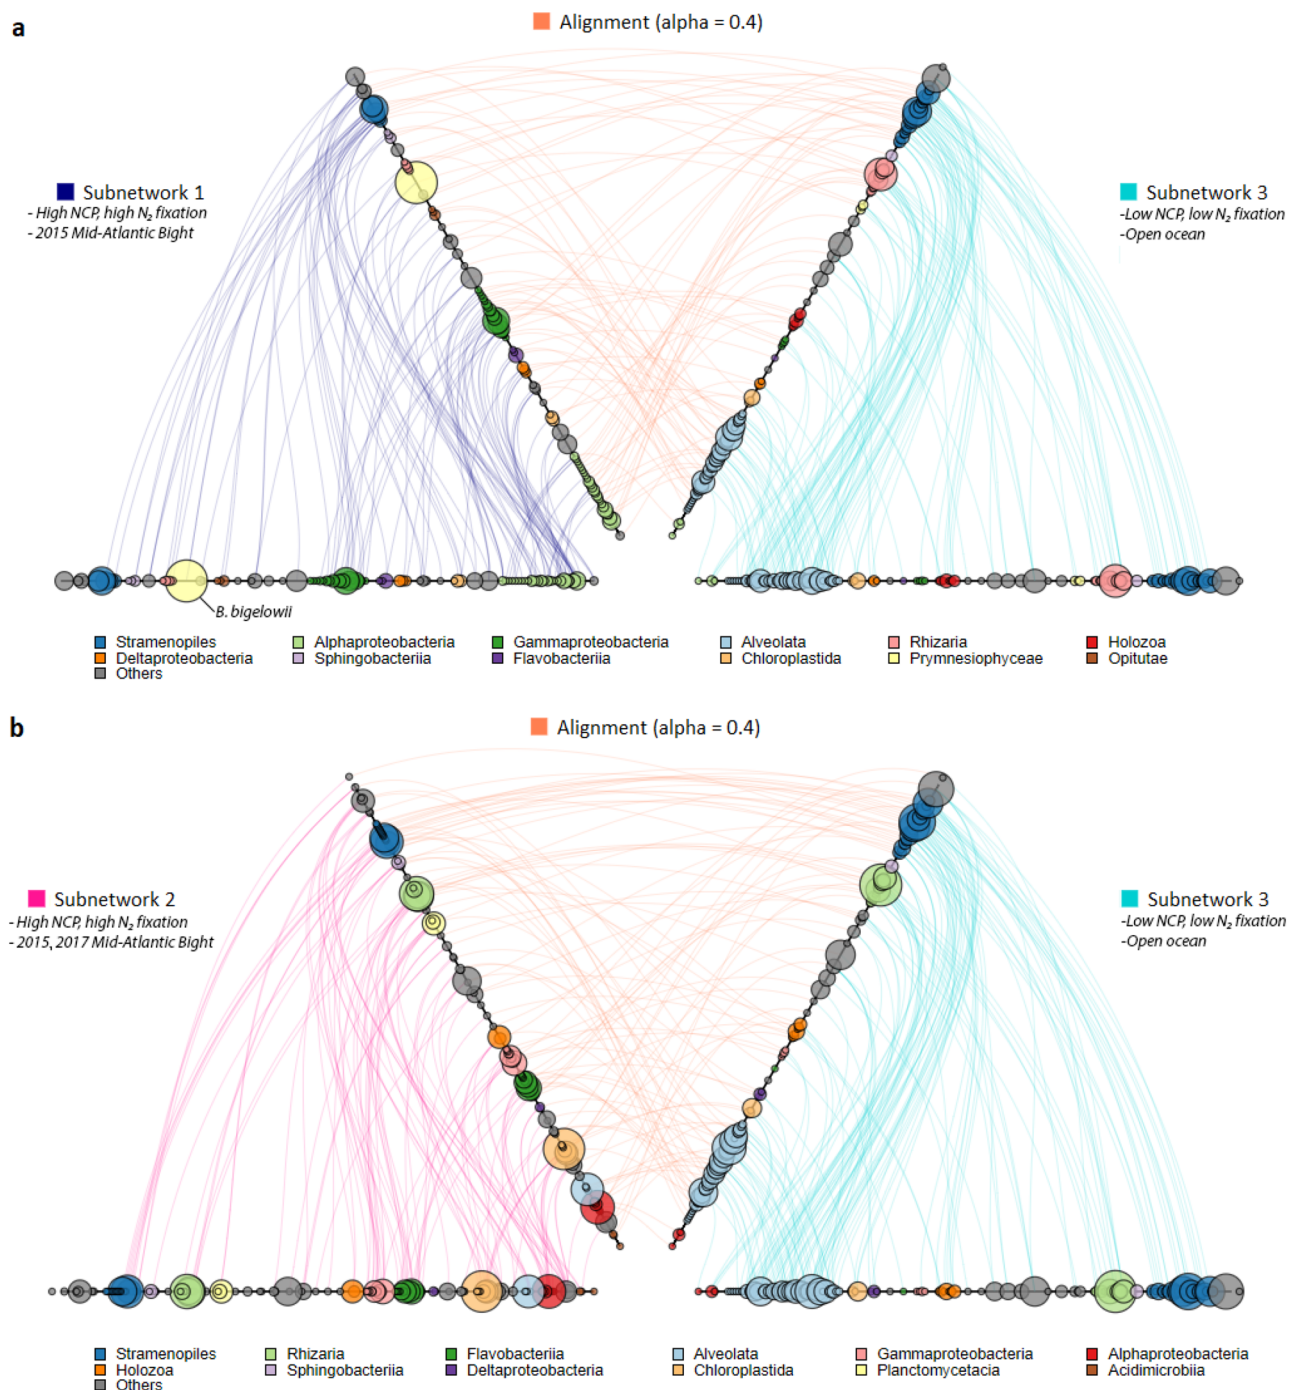 a
Alignment (alpha = 0.4)
Subnetwork 1
- High NCP, high N₂ fixation
- 2015 Mid-Atlantic Bight
Subnetwork 3
-Low NCP, low N₂ fixation
-Open ocean
B. bigelowii
Stramenopiles Alphaproteobacteria Gammaproteobacteria Alveolata Rhizaria Holozoa
Deltaproteobacteria Sphingobacteriia Flavobacteriia Chloroplastida Prymnesiophyceae Opitutae
Others
b
Alignment (alpha = 0.4)
Subnetwork 2
- High NCP, high N₂ fixation
- 2015, 2017 Mid-Atlantic Bight
Subnetwork 3
-Low NCP, low N₂ fixation
-Open ocean
Stramenopiles Rhizaria Flavobacteriia Alveolata Gammaproteobacteria Alphaproteobacteria
Holozoa Sphingobacteriia Deltaproteobacteria Chloroplastida Planctomycetacia Acidimicrobiia
Others